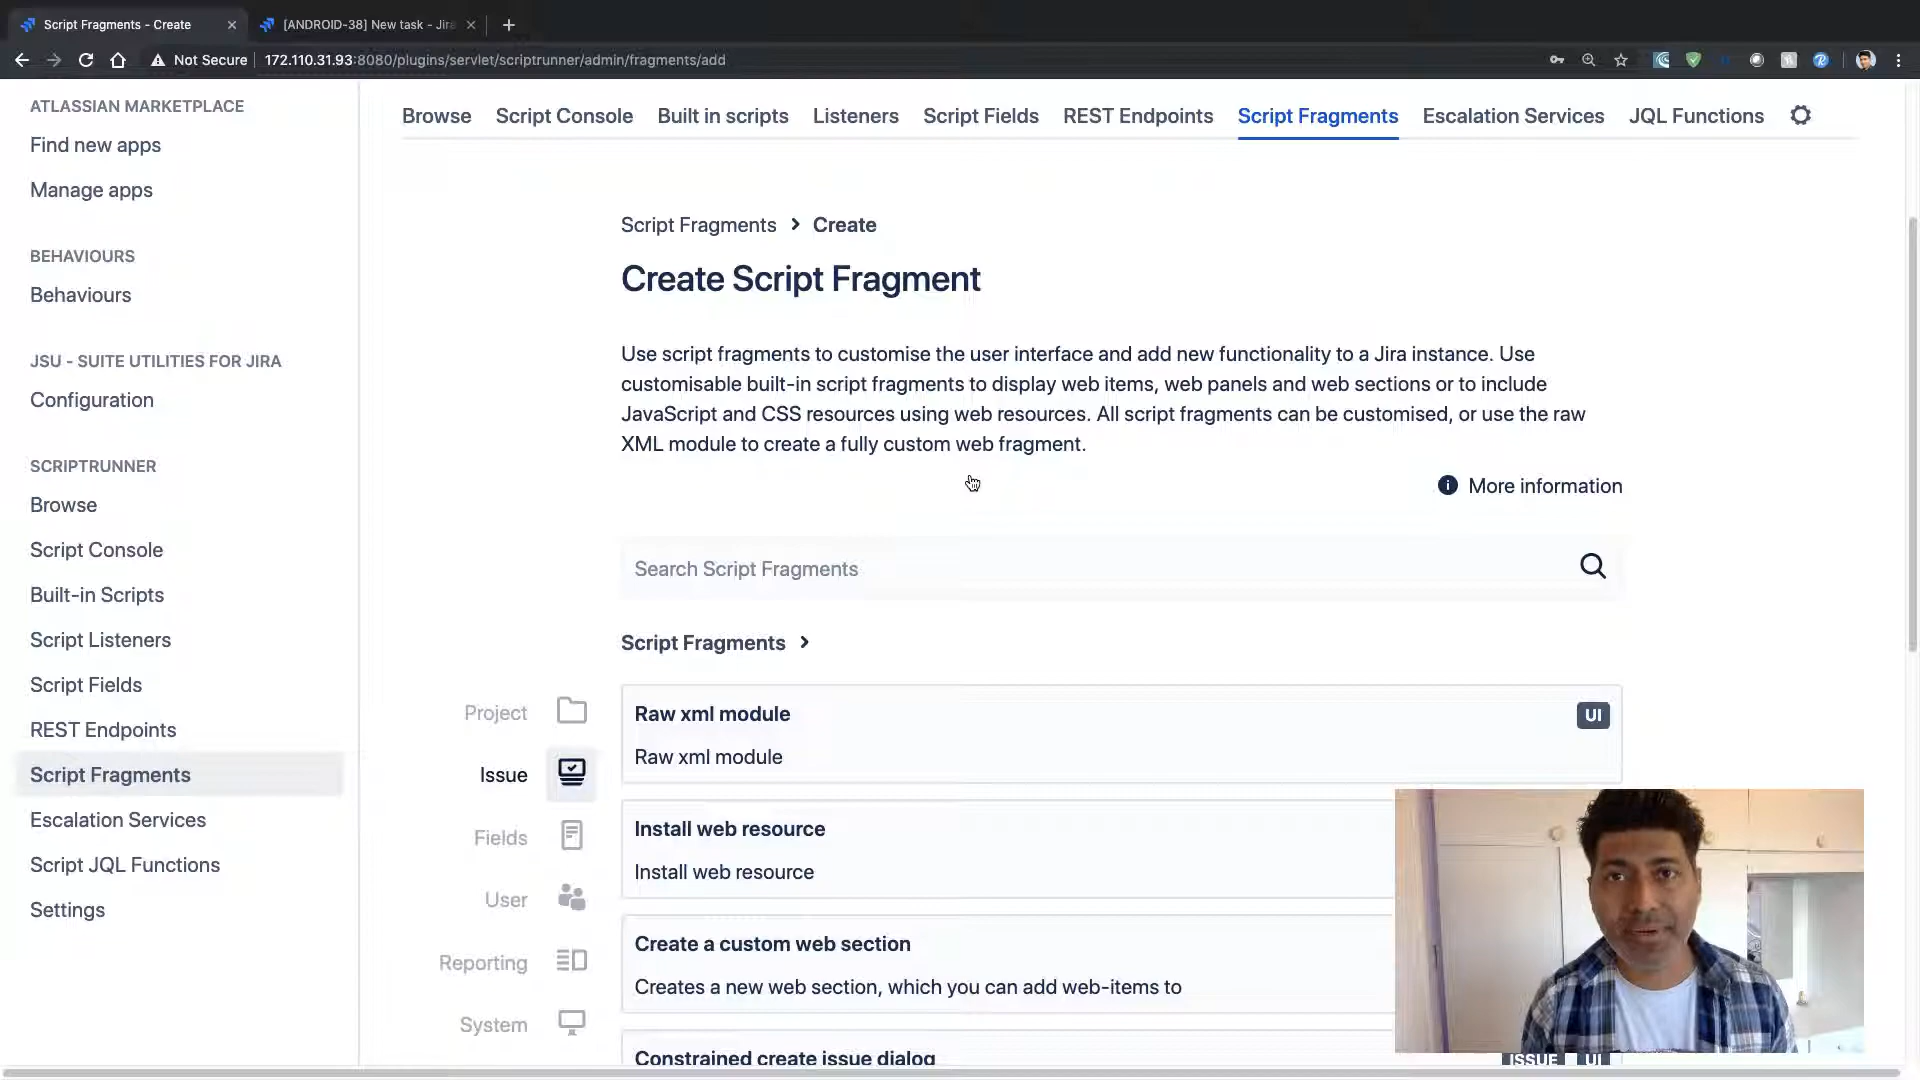 Script Fragments - Create
[ANDROID-38] New task - Jira
Not Secure
172.110.31.93:8080/plugins/servlet/scriptrunner/admin/fragments/add
ATLASSIAN MARKETPLACE
Find new apps
Manage apps
BEHAVIOURS
Behaviours
JSU - SUITE UTILITIES FOR JIRA
Configuration
SCRIPTRUNNER
Browse
Script Console
Built-in Scripts
Script Listeners
Script Fields
REST Endpoints
Script Fragments
Escalation Services
Script JQL Functions
Settings
Browse Script Console Built in scripts Listeners Script Fields REST Endpoints Script Fragments Escalation Services JQL Functions
Script Fragments > Create
Create Script Fragment
Use script fragments to customise the user interface and add new functionality to a Jira instance. Use
customisable built-in script fragments to display web items, web panels and web sections or to include
JavaScript and CSS resources using web resources. All script fragments can be customised, or use the raw
XML module to create a fully custom web fragment.
More information
Search Script Fragments
Script Fragments >
Project
Issue
Fields
User
Reporting
System
Raw xml module
UI
Raw xml module
Install web resource
Install web resource
Create a custom web section
Creates a new web section, which you can add web-items to
Constrained create issue dialog
ISSUE UI